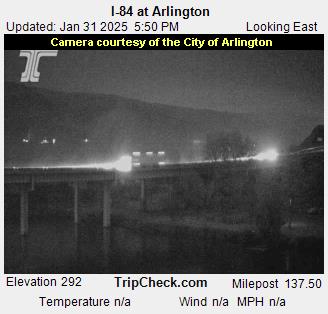 I-84 at Arlington
Updated: Jan 31 2025  5:50 PM Looking East
Camera courtesy of the City of Arlington
Elevation 292 TripCheck.com Milepost 137.50
Temperature n/a Wind n/a MPH n/a